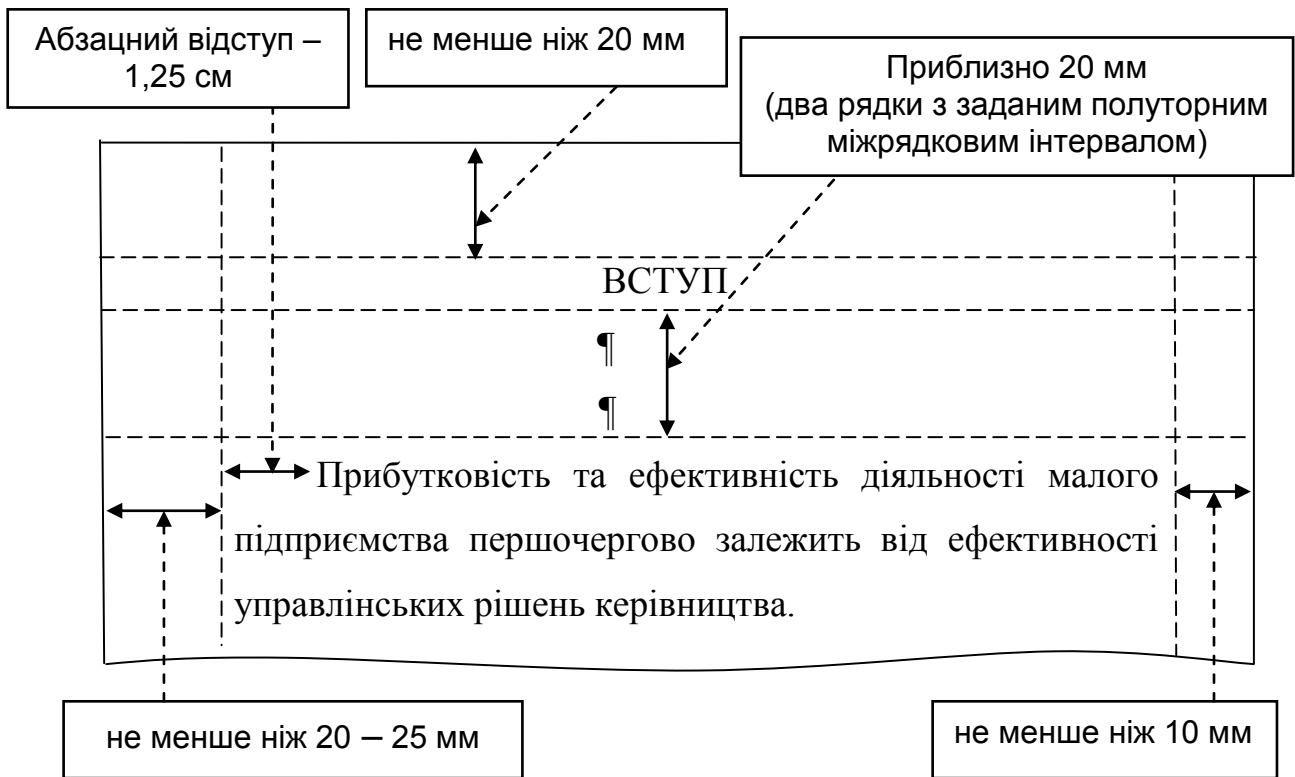 Абзацний відступ –
1,25 см
не менше ніж 20 мм
Приблизно 20 мм
(два рядки з заданим полуторним
міжрядковим інтервалом)
ВСТУП
¶
¶
Прибутковість та ефективність діяльності малого
підприємства першочергово залежить від ефективності
управлінських рішень керівництва.
не менше ніж 20 – 25 мм
не менше ніж 10 мм